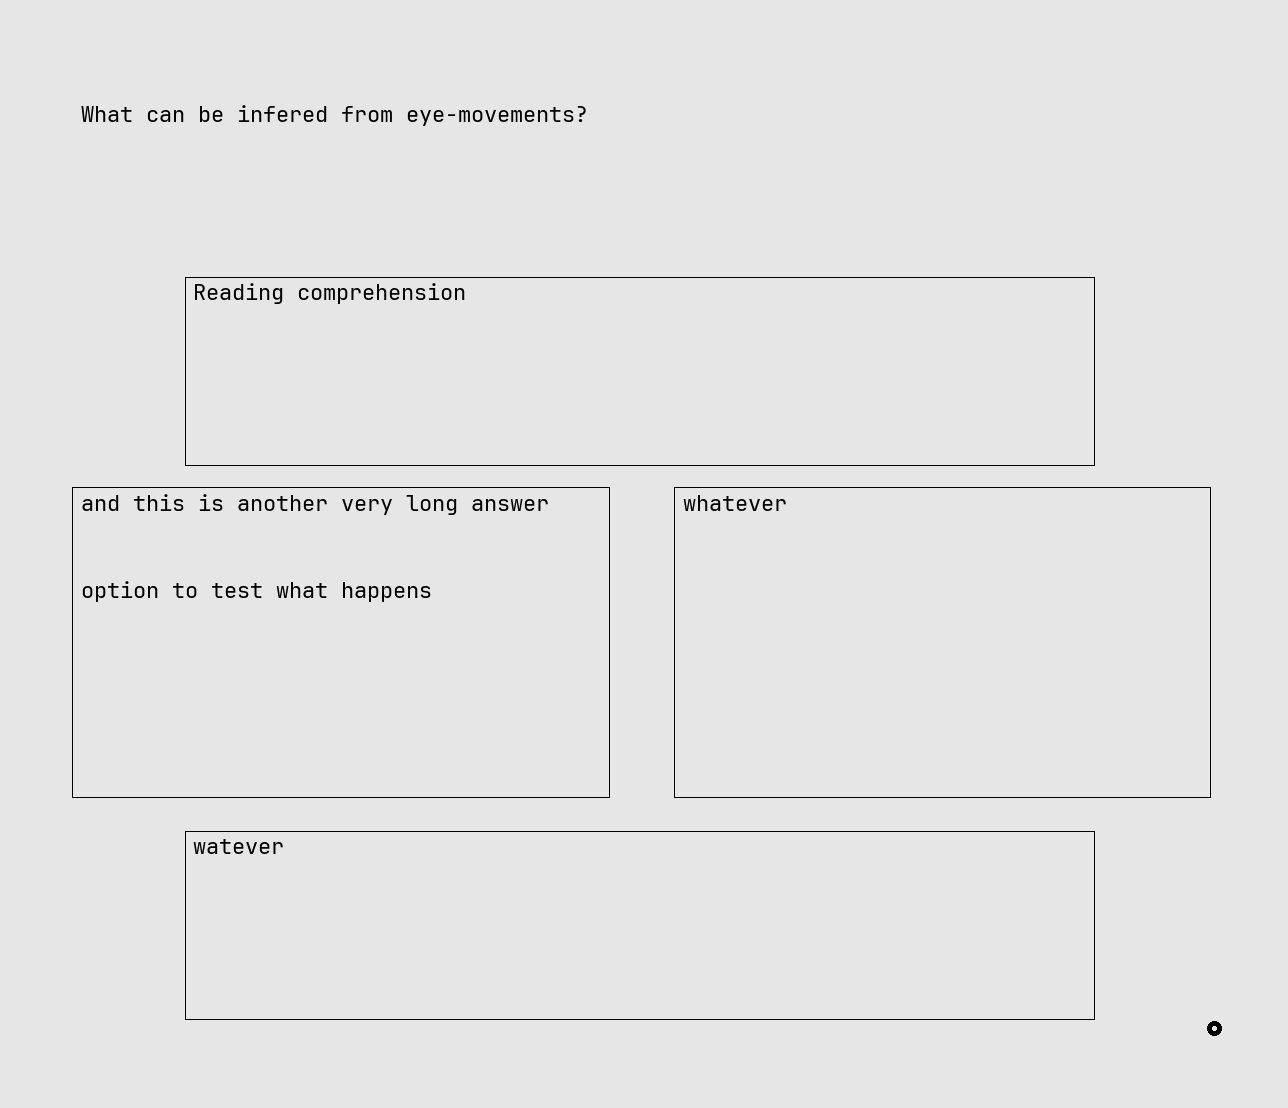 What can be infered from eye-movements?
Reading comprehension
and this is another very long answer
option to test what happens
whatever
watever